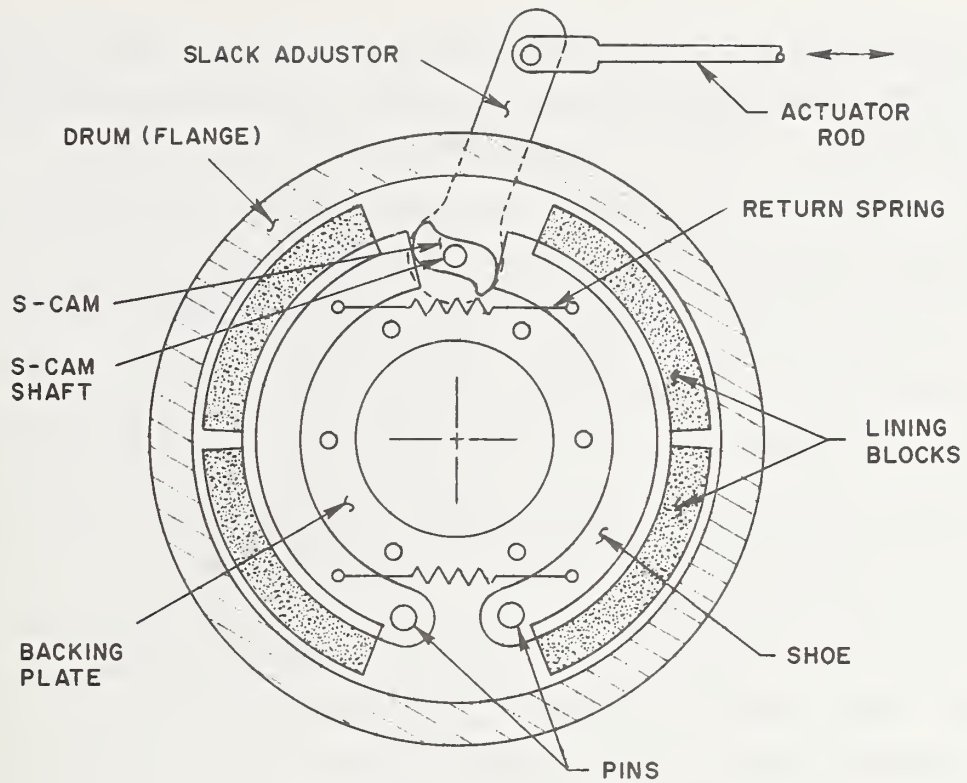 SLACK ADJUSTOR
ACTUATOR
ROD
DRUM (FLANGE)
RETURN SPRING
S-CAM
S-CAM
SHAFT
LINING
BLOCKS
BACKING
PLATE
SHOE
PINS